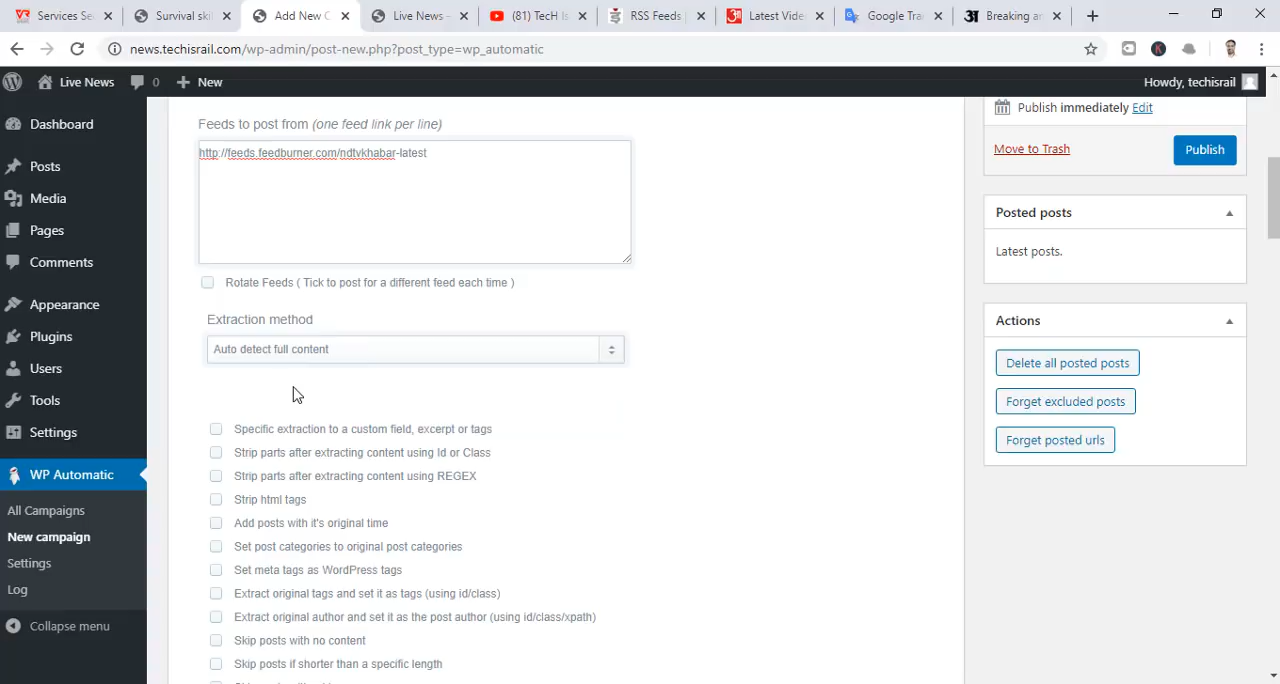 Services Se
Survival skil
Add New C
Live News –
(81) TecH Is
RSS Feeds |
Latest Vide
Google Tra
Breaking an
news.techisrail.com/wp-admin/post-new.php?post_type=wp_automatic
Live News
0
New
Howdy, techisrail
Dashboard
Posts
Media
Pages
Comments
Appearance
Plugins
Users
Tools
Settings
WP Automatic
All Campaigns
New campaign
Settings
Log
Collapse menu
Feeds to post from (one feed link per line)
http://feeds.feedburner.com/ndtvkhabar-latest
Rotate Feeds ( Tick to post for a different feed each time )
Extraction method
Auto detect full content
Specific extraction to a custom field, excerpt or tags
Strip parts after extracting content using Id or Class
Strip parts after extracting content using REGEX
Strip html tags
Add posts with it's original time
Set post categories to original post categories
Set meta tags as WordPress tags
Extract original tags and set it as tags (using id/class)
Extract original author and set it as the post author (using id/class/xpath)
Skip posts with no content
Skip posts if shorter than a specific length
Publish immediately Edit
Move to Trash
Publish
Posted posts
Latest posts.
Actions
Delete all posted posts
Forget excluded posts
Forget posted urls